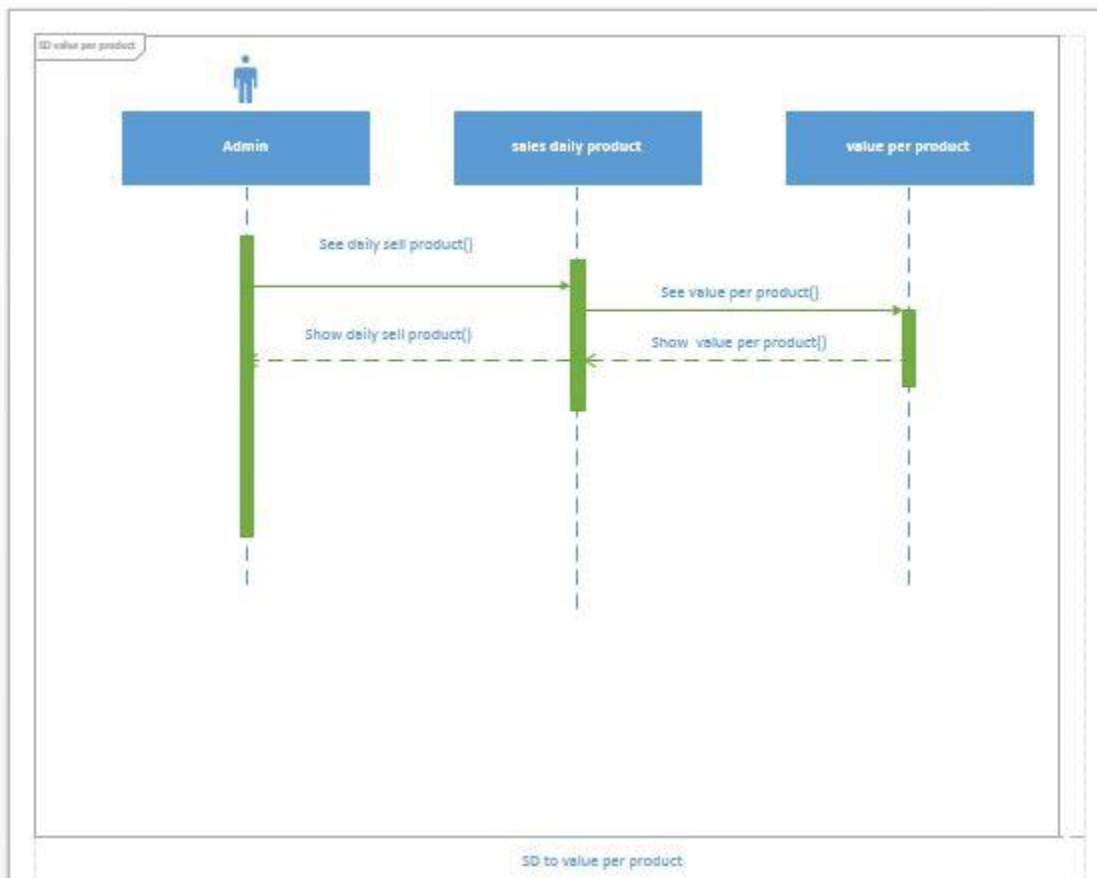 SD value per product
Admin
sales daily product
value per product
See daily sell product()
See value per product()
Show daily sell product()
Show value per product()
SD to value per product